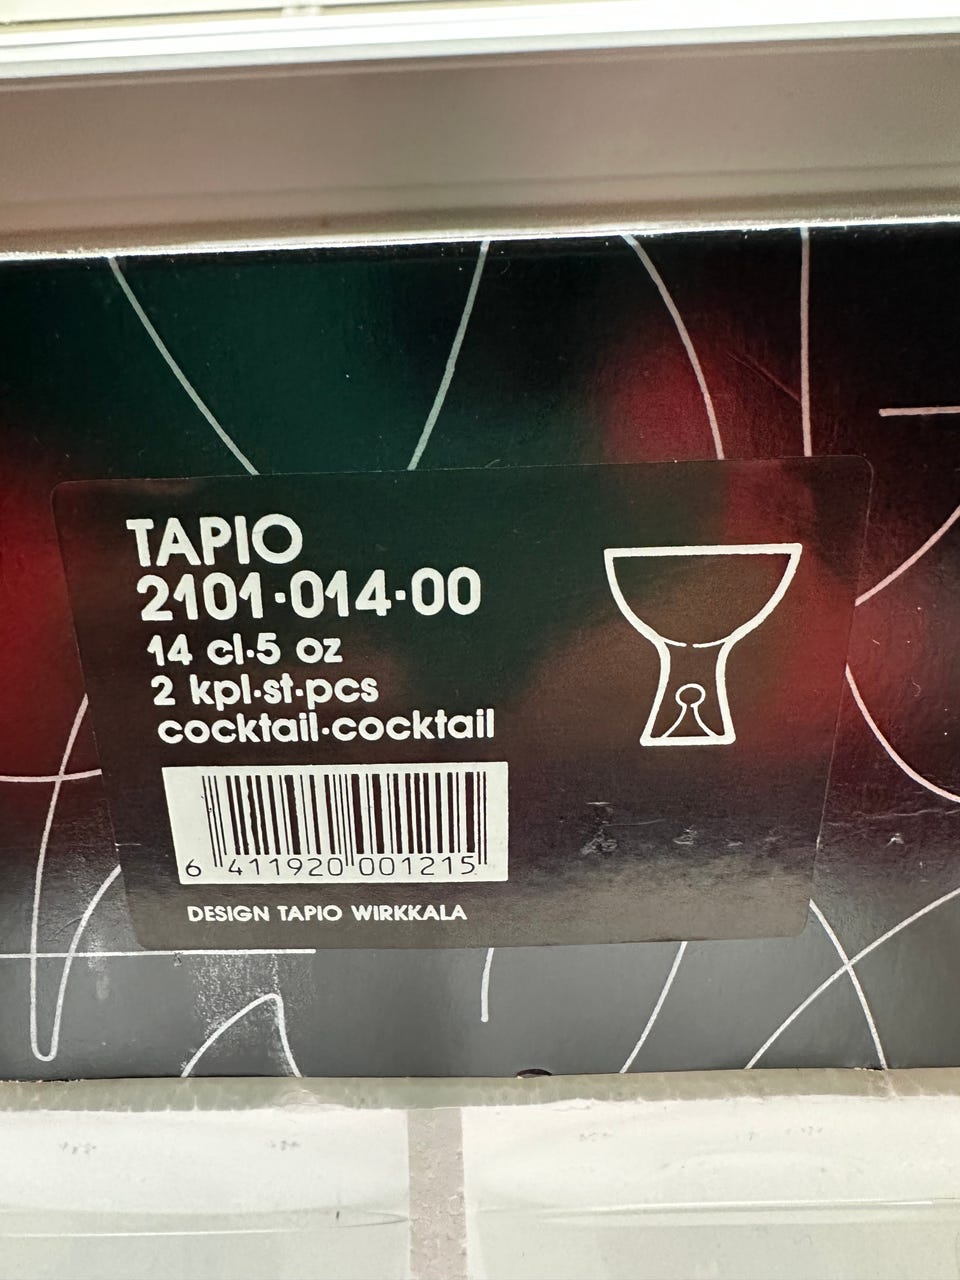 TAPIO
2101·014·00
14 cl·5 oz
2 kpl·st·pcs
cocktail·cocktail
6 411920 001215
DESIGN TAPIO WIRKKALA